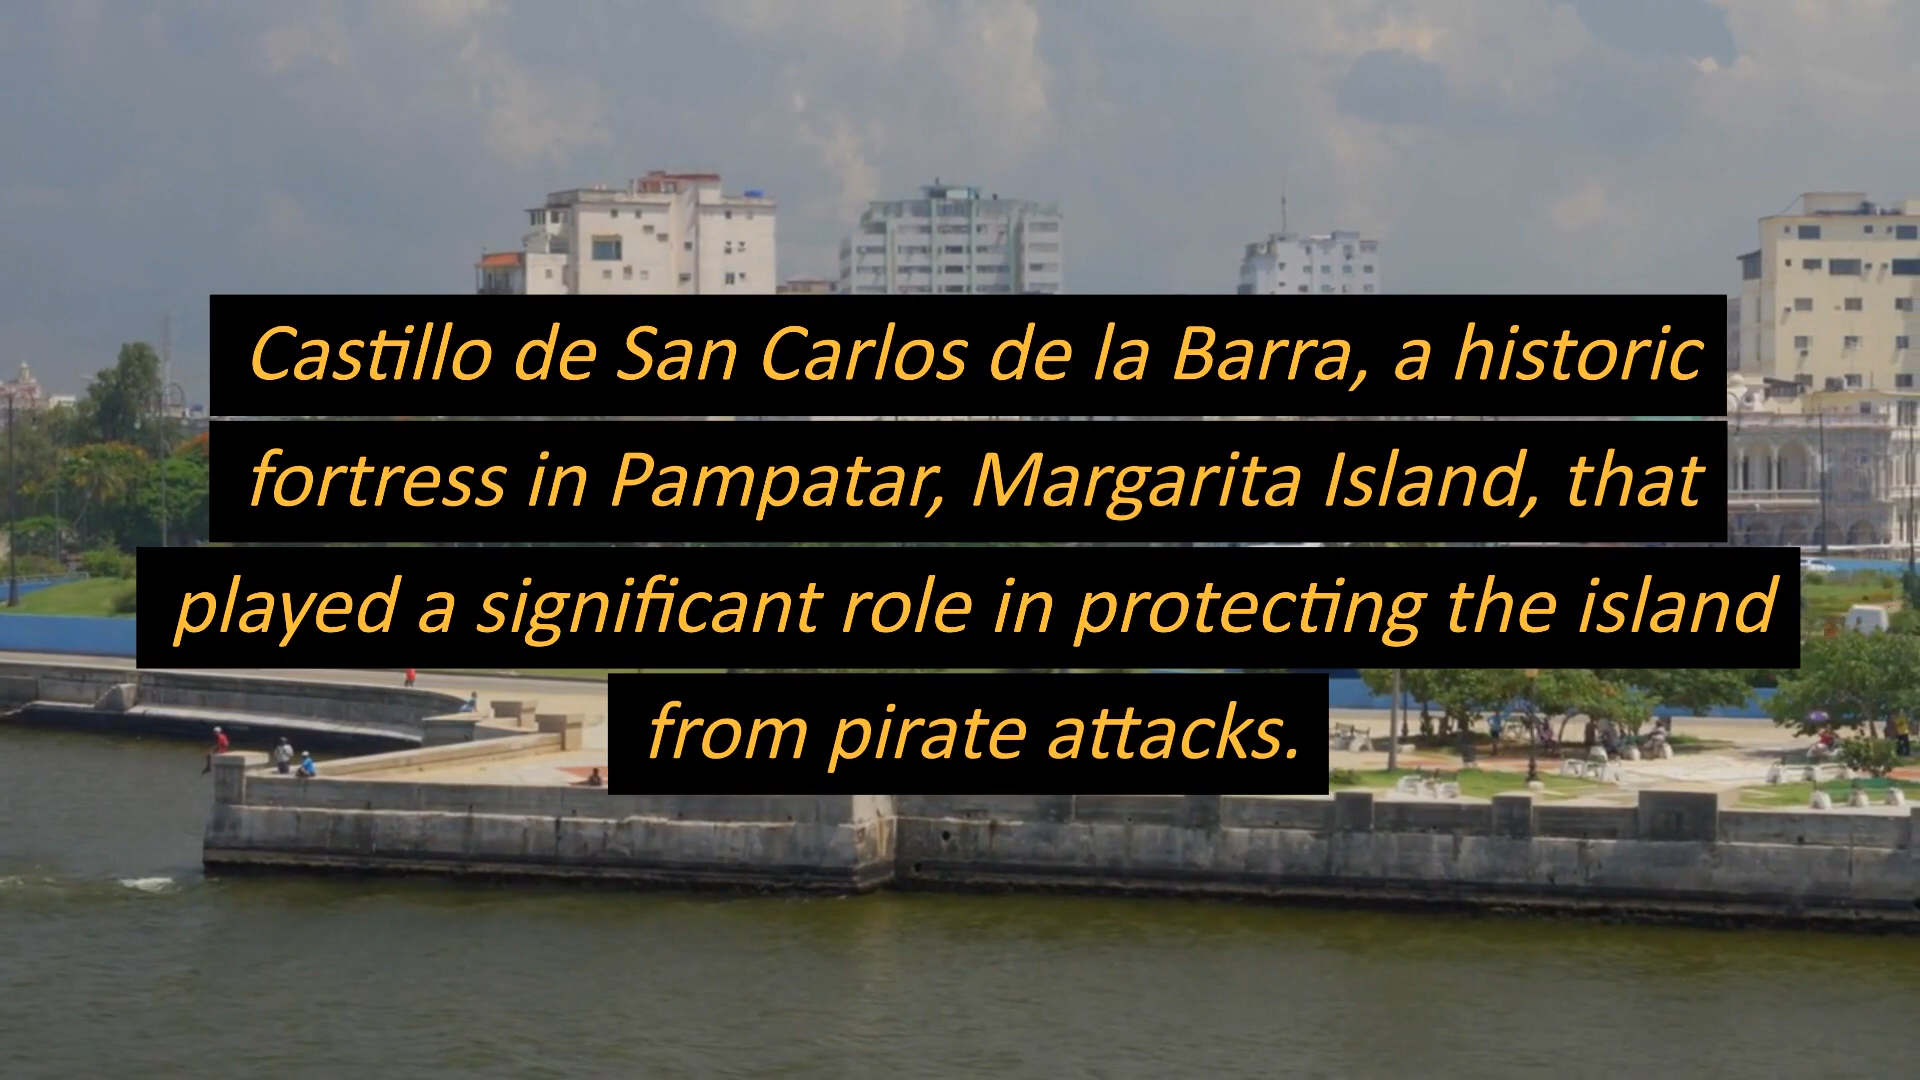 Castillo de San Carlos de la Barra, a historic
fortress in Pampatar, Margarita Island, that
played a significant role in protecting the island
from pirate attacks.